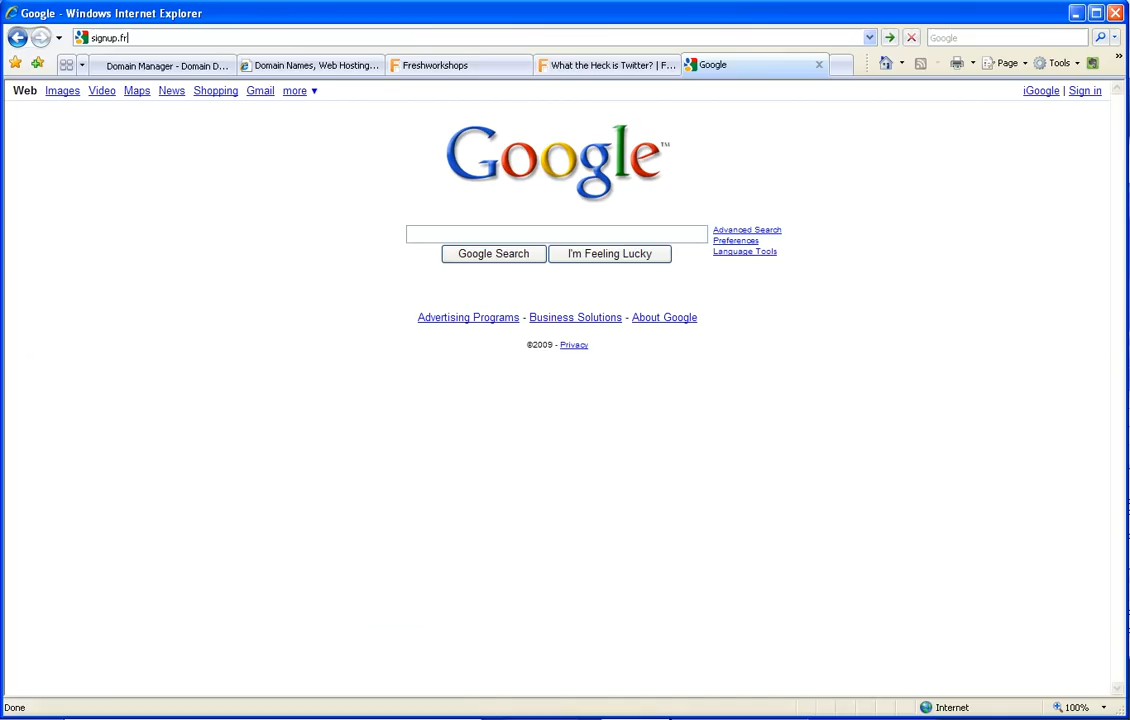 Google - Windows Internet Explorer
signup.fr
Google
Domain Manager - Domain D...
Domain Names, Web Hosting...
Freshworkshops
What the Heck is Twitter? | F...
Google
Page
Tools
Web Images Video Maps News Shopping Gmail more ▼
iGoogle | Sign in
Google™
Advanced Search
Preferences
Language Tools
Google Search
I'm Feeling Lucky
Advertising Programs - Business Solutions - About Google
©2009 - Privacy
Done
Internet
100%